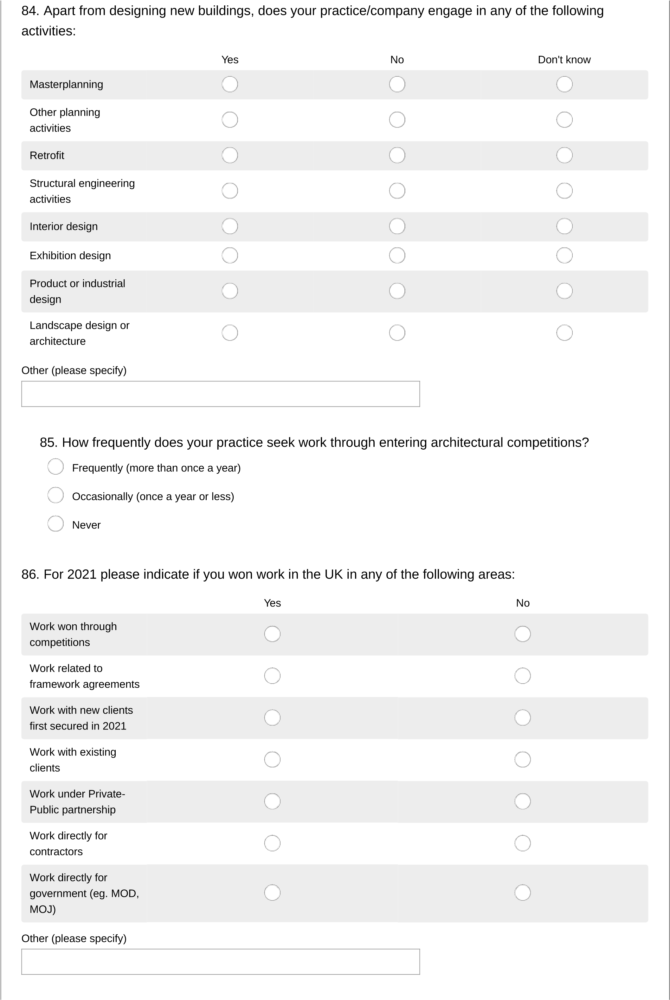 84. Apart from designing new buildings, does your practice/company engage in any of the following
activities:
Yes No Don't know
Masterplanning
Other planning
activities
Retrofit
Structural engineering
activities
Interior design
Exhibition design
Product or industrial
design
Landscape design or
architecture
Other (please specify)
85. How frequently does your practice seek work through entering architectural competitions?
Frequently (more than once a year)
Occasionally (once a year or less)
Never
86. For 2021 please indicate if you won work in the UK in any of the following areas:
Yes No
Work won through
competitions
Work related to
framework agreements
Work with new clients
first secured in 2021
Work with existing
clients
Work under Private-
Public partnership
Work directly for
contractors
Work directly for
government (eg. MOD,
MOJ)
Other (please specify)